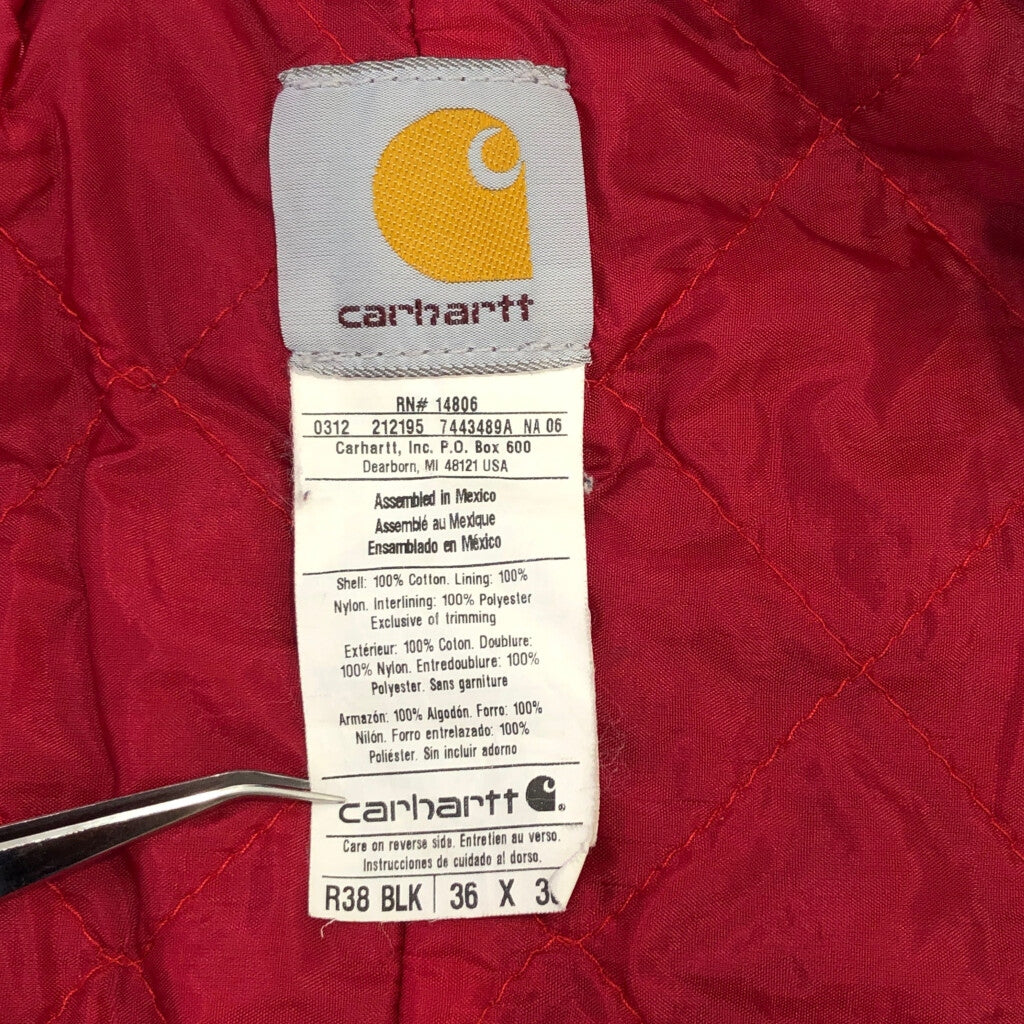 carhartt
RN# 14806
0312 212195 7443489A NA 06
Carhartt, Inc. P.O. Box 600
Dearborn, MI 48121 USA
Assembled in Mexico
Assemblé au Mexique
Ensamblado en México
Shell: 100% Cotton. Lining: 100%
Nylon. Interlining: 100% Polyester
Exclusive of trimming
Extérieur: 100% Coton. Doublure:
100% Nylon. Entredoublure: 100%
Polyester. Sans garniture
Armazón: 100% Algodón. Forro: 100%
Nilón. Forro entrelazado: 100%
Poliéster. Sin incluir adorno
carhartt
Care on reverse side. Entretien au verso.
Instrucciones de cuidado al dorso.
R38 BLK 36 X